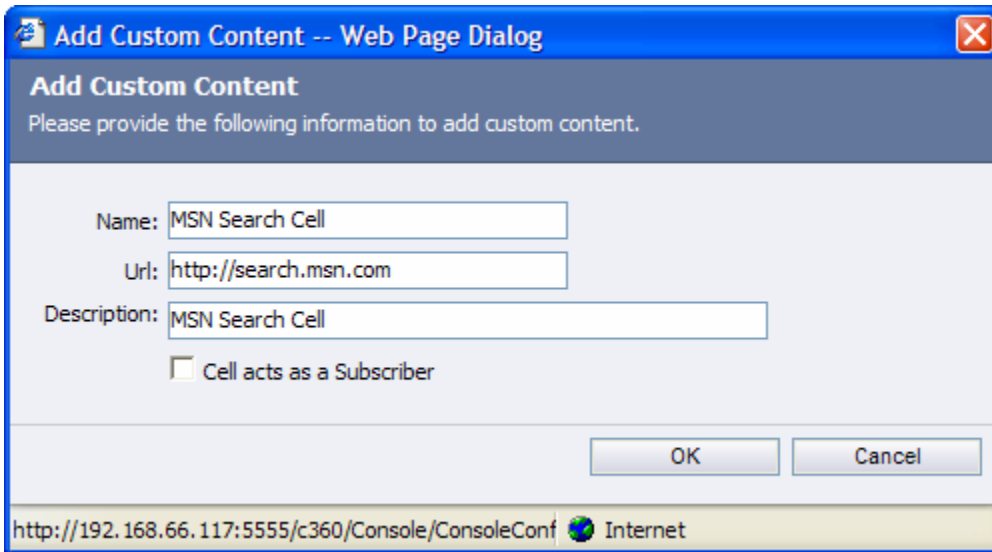 Add Custom Content -- Web Page Dialog
Add Custom Content
Please provide the following information to add custom content.
Name: MSN Search Cell
Url: http://search.msn.com
Description: MSN Search Cell
Cell acts as a Subscriber
OK Cancel
http://192.168.66.117:5555/c360/Console/ConsoleConf Internet